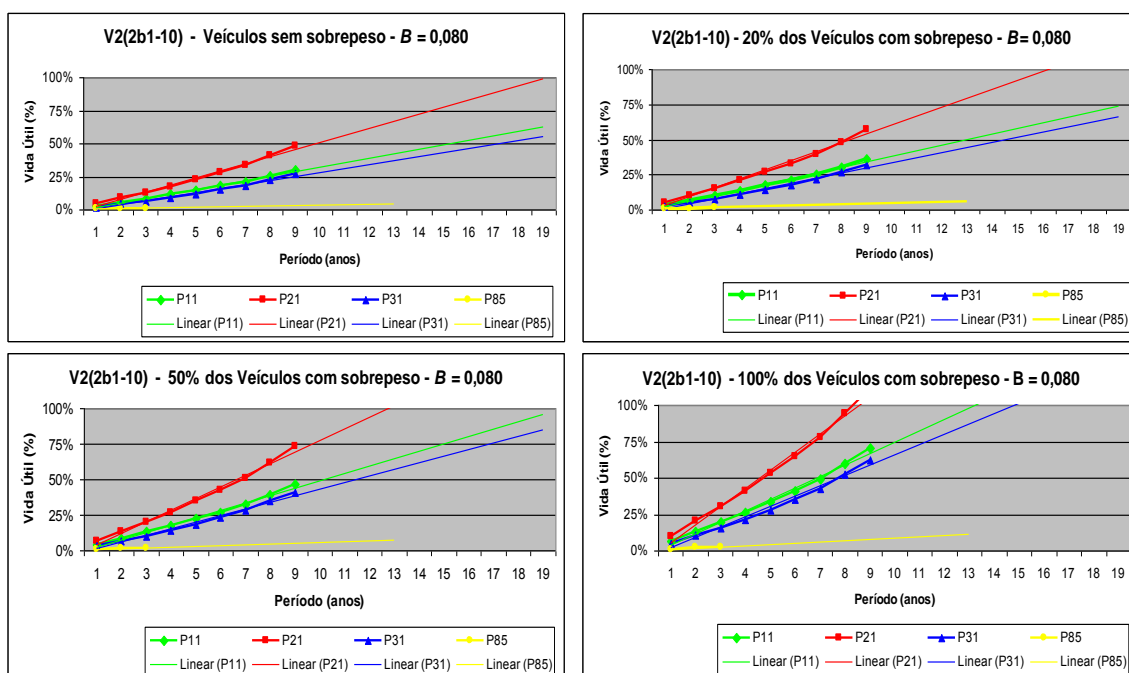 V2(2b1-10) - Veículos sem sobrepeso - B = 0,080
100%
75%
50%
25%
0%
Vida Útil (%)
1 2 3 4 5 6 7 8 9 10 11 12 13 14 15 16 17 18 19
Período (anos)
P11 P21 P31 P85
Linear (P11) Linear (P21) Linear (P31) Linear (P85)
V2(2b1-10) - 20% dos Veículos com sobrepeso - B= 0,080
100%
75%
50%
25%
0%
Vida Útil (%)
1 2 3 4 5 6 7 8 9 10 11 12 13 14 15 16 17 18 19
Período (anos)
P11 P21 P31 P85
Linear (P11) Linear (P21) Linear (P31) Linear (P85)
V2(2b1-10) - 50% dos Veículos com sobrepeso - B = 0,080
100%
75%
50%
25%
0%
Vida Útil (%)
1 2 3 4 5 6 7 8 9 10 11 12 13 14 15 16 17 18 19
Período (anos)
P11 P21 P31 P85
Linear (P11) Linear (P21) Linear (P31) Linear (P85)
V2(2b1-10) - 100% dos Veículos com sobrepeso - B = 0,080
100%
75%
50%
25%
0%
Vida Útil (%)
1 2 3 4 5 6 7 8 9 10 11 12 13 14 15 16 17 18 19
Período (anos)
P11 P21 P31 P85
Linear (P11) Linear (P21) Linear (P31) Linear (P85)